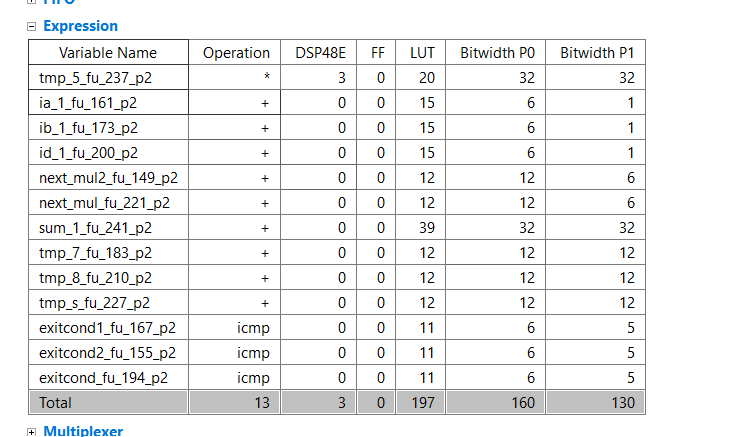 FIFO
Expression
Variable Name Operation DSP48E FF LUT Bitwidth P0 Bitwidth P1
tmp_5_fu_237_p2 * 3 0 20 32 32
ia_1_fu_161_p2 + 0 0 15 6 1
ib_1_fu_173_p2 + 0 0 15 6 1
id_1_fu_200_p2 + 0 0 15 6 1
next_mul2_fu_149_p2 + 0 0 12 12 6
next_mul_fu_221_p2 + 0 0 12 12 6
sum_1_fu_241_p2 + 0 0 39 32 32
tmp_7_fu_183_p2 + 0 0 12 12 12
tmp_8_fu_210_p2 + 0 0 12 12 12
tmp_s_fu_227_p2 + 0 0 12 12 12
exitcond1_fu_167_p2 icmp 0 0 11 6 5
exitcond2_fu_155_p2 icmp 0 0 11 6 5
exitcond_fu_194_p2 icmp 0 0 11 6 5
Total 13 3 0 197 160 130
Multiplexer